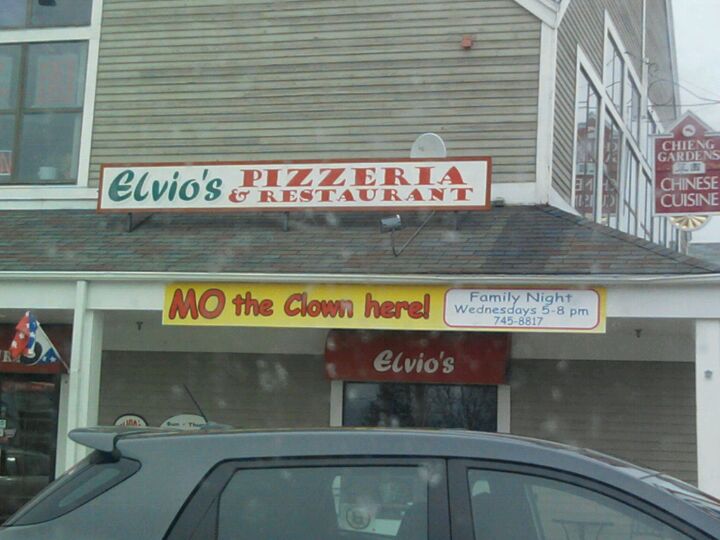 Elvio's PIZZERIA
& RESTAURANT
CHIENG
GARDENS
CHINESE
CUISINE
MO the Clown here!
Family Night
Wednesdays 5-8 pm
745-8817
Elvio's